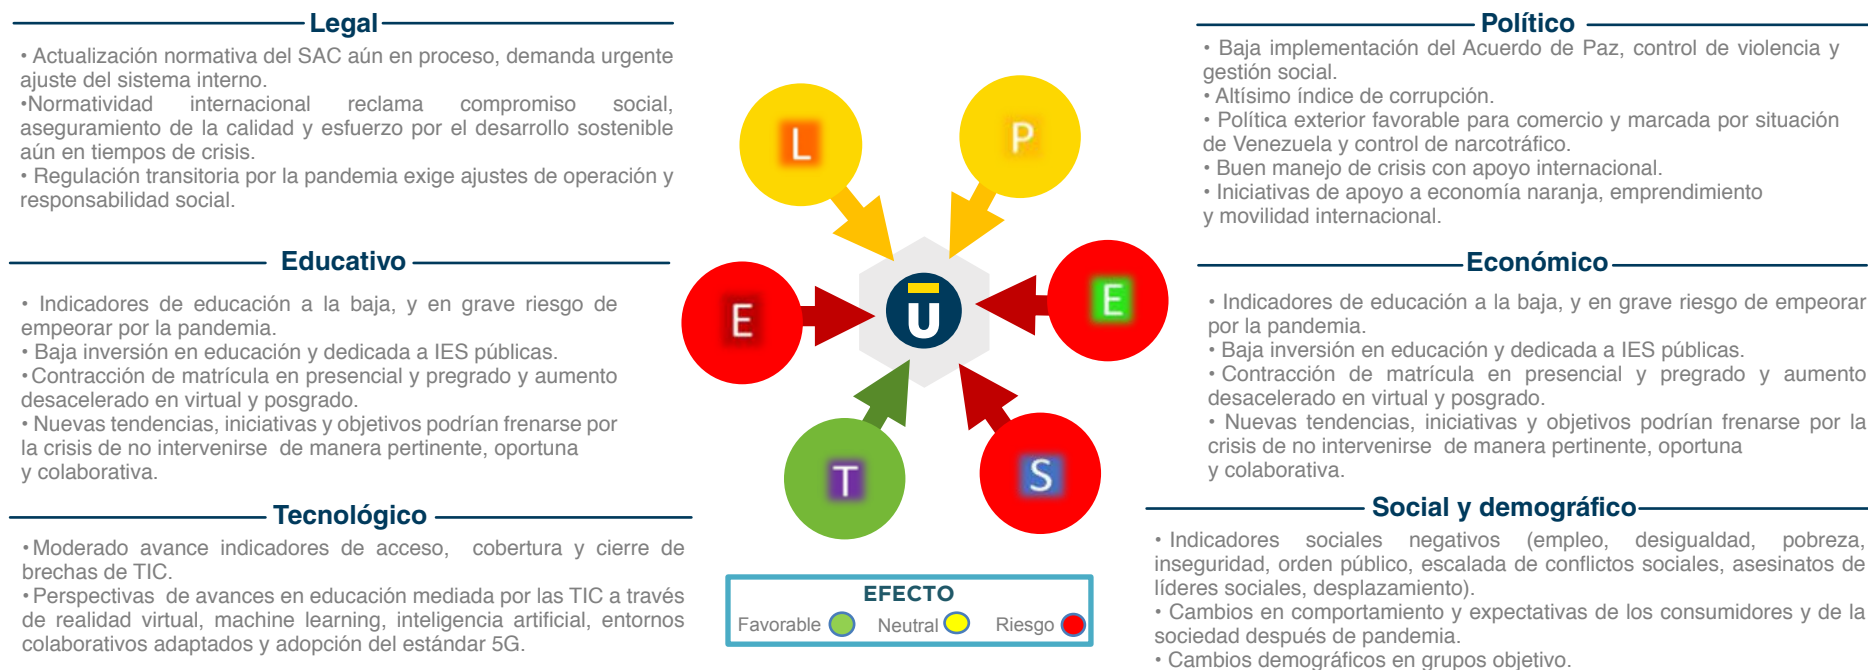 Legal
• Actualización normativa del SAC aún en proceso, demanda urgente
ajuste del sistema interno.
•Normatividad internacional reclama compromiso social,
aseguramiento de la calidad y esfuerzo por el desarrollo sostenible
aún en tiempos de crisis.
• Regulación transitoria por la pandemia exige ajustes de operación y
responsabilidad social.
Educativo
• Indicadores de educación a la baja, y en grave riesgo de
empeorar por la pandemia.
• Baja inversión en educación y dedicada a IES públicas.
• Contracción de matrícula en presencial y pregrado y aumento
desacelerado en virtual y posgrado.
• Nuevas tendencias, iniciativas y objetivos podrían frenarse por
la crisis de no intervenirse de manera pertinente, oportuna
y colaborativa.
Tecnológico
• Moderado avance indicadores de acceso, cobertura y cierre de
brechas de TIC.
• Perspectivas de avances en educación mediada por las TIC a través
de realidad virtual, machine learning, inteligencia artificial, entornos
colaborativos adaptados y adopción del estándar 5G.
L
P
E
Ū
E
T
S
EFECTO
Favorable Neutral Riesgo
Político
• Baja implementación del Acuerdo de Paz, control de violencia y
gestión social.
• Altísimo índice de corrupción.
• Política exterior favorable para comercio y marcada por situación
de Venezuela y control de narcotráfico.
• Buen manejo de crisis con apoyo internacional.
• Iniciativas de apoyo a economía naranja, emprendimiento
y movilidad internacional.
Económico
• Indicadores de educación a la baja, y en grave riesgo de empeorar
por la pandemia.
• Baja inversión en educación y dedicada a IES públicas.
• Contracción de matrícula en presencial y pregrado y aumento
desacelerado en virtual y posgrado.
• Nuevas tendencias, iniciativas y objetivos podrían frenarse por la
crisis de no intervenirse de manera pertinente, oportuna
y colaborativa.
Social y demográfico
• Indicadores sociales negativos (empleo, desigualdad, pobreza,
inseguridad, orden público, escalada de conflictos sociales, asesinatos de
líderes sociales, desplazamiento).
• Cambios en comportamiento y expectativas de los consumidores y de la
sociedad después de pandemia.
• Cambios demográficos en grupos objetivo.